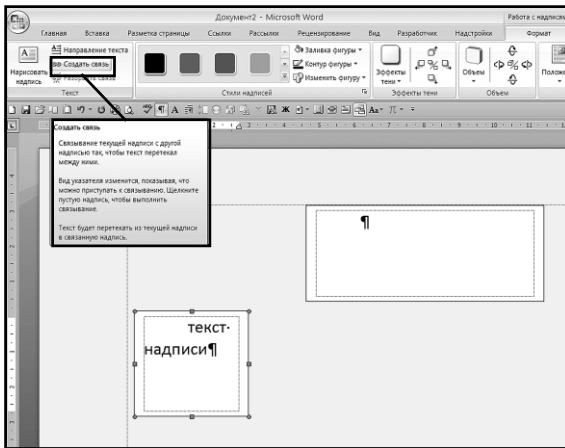 Документ2 - Microsoft Word
Работа с надписями
Главная Вставка Разметка страницы Ссылки Рассылки Рецензирование Вид Разработчик Надстройки Формат
Нарисовать надпись
Направление текста
Создать связь
Разорвать связь
Текст
Стили надписей
Заливка фигуры
Контур фигуры
Изменить фигуру
Эффекты тени
Эффекты тени
Объем
Объем
Создать связь
Связывание текущей надписи с другой
надписью так, чтобы текст перетекал
между ними.
Вид указателя изменится, показывая, что
можно приступать к связыванию. Щелкните
пустую надпись, чтобы выполнить
связывание.
Текст будет перетекать из текущей надписи
в связанную надпись.
¶
текст·
надписи¶